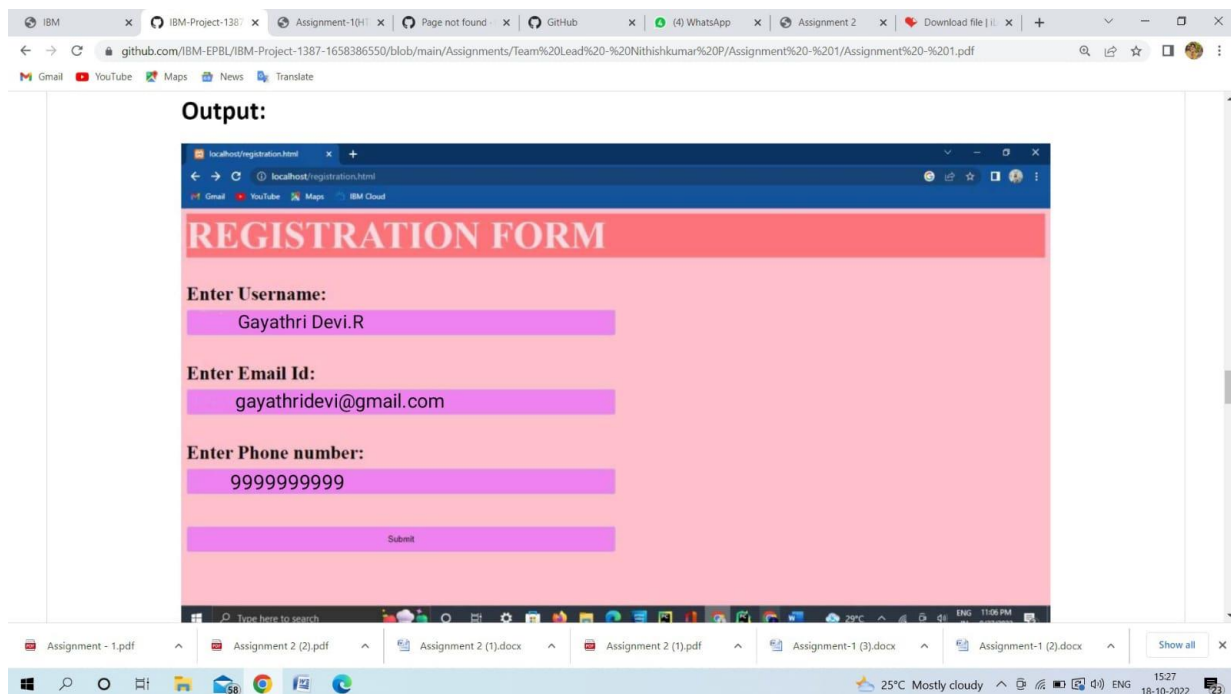 IBM
IBM-Project-1387
Assignment-1(HT
Page not found
GitHub
(4) WhatsApp
Assignment 2
Download file | iL
github.com/IBM-EPBL/IBM-Project-1387-1658386550/blob/main/Assignments/Team%20Lead%20-%20Nithishkumar%20P/Assignment%20-%201/Assignment%20-%201.pdf
Gmail YouTube Maps News Translate
Output:
localhost/registration.html
localhost/registration.html
Gmail YouTube Maps IBM Cloud
REGISTRATION FORM
Enter Username:
Gayathri Devi.R
Enter Email Id:
gayathridevi@gmail.com
Enter Phone number:
9999999999
Submit
Type here to search
29°C ENG 11:06 PM
Assignment - 1.pdf
Assignment 2 (2).pdf
Assignment 2 (1).docx
Assignment 2 (1).pdf
Assignment-1 (3).docx
Assignment-1 (2).docx
Show all
58
25°C Mostly cloudy ENG 15:27
18-10-2022